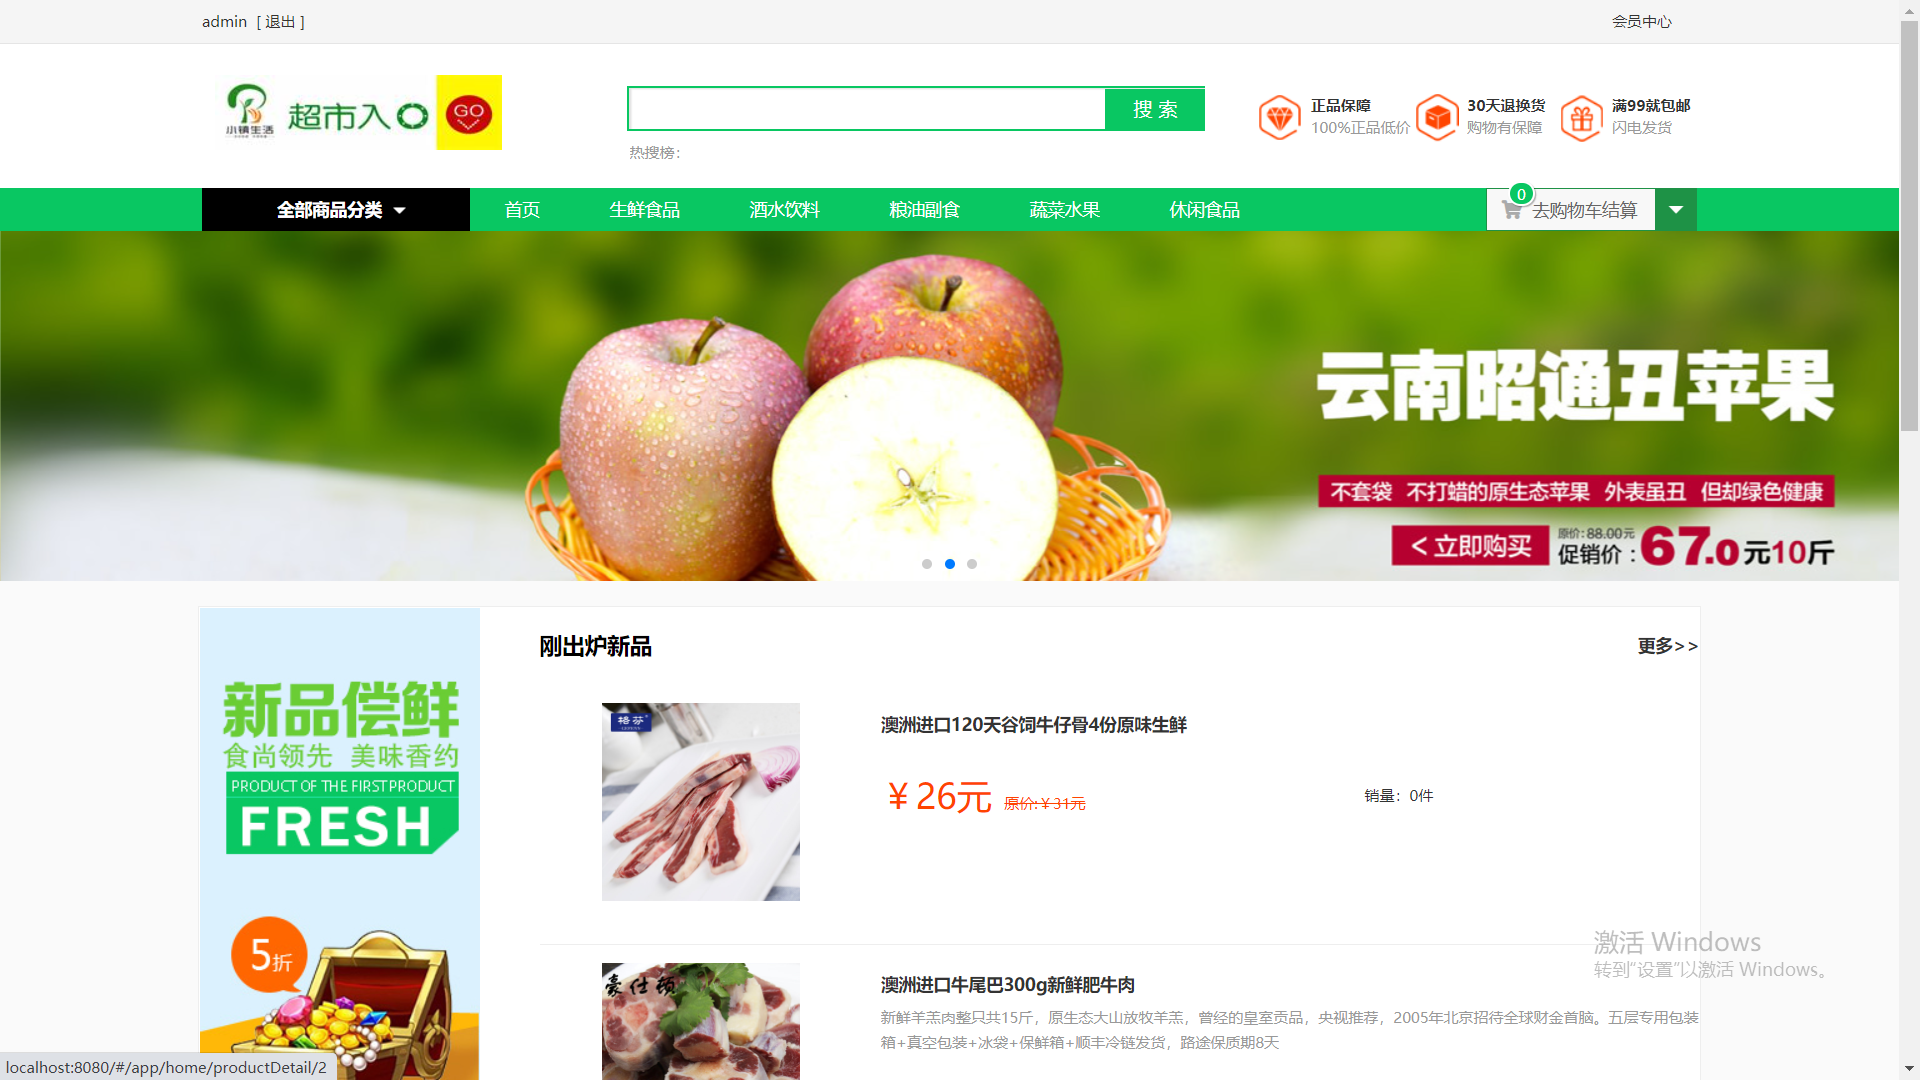 admin [ 退出 ]
会员中心
小镇生活
超市入口
GO
搜 索
热搜榜：
正品保障
100%正品低价
30天退换货
购物有保障
满99就包邮
闪电发货
全部商品分类
首页
生鲜食品
酒水饮料
粮油副食
蔬菜水果
休闲食品
0
去购物车结算
云南昭通丑苹果
不套袋 不打蜡的原生态苹果 外表虽丑 但却绿色健康
< 立即购买
原价: 88.00元
促销价：67.0元10斤
新品偿鲜
食尚领先 美味香约
PRODUCT OF THE FIRSTPRODUCT
FRESH
5折
刚出炉新品
更多>>
格芬
澳洲进口120天谷饲牛仔骨4份原味生鲜
￥26元 原价:￥31元
销量：0件
豪仕顿
澳洲进口牛尾巴300g新鲜肥牛肉
新鲜羊羔肉整只共15斤，原生态大山放牧羊羔，曾经的皇室贡品，央视推荐，2005年北京招待全球财金首脑。五层专用包装
箱+真空包装+冰袋+保鲜箱+顺丰冷链发货，路途保质期8天
激活 Windows
转到“设置”以激活 Windows。
localhost:8080/#/app/home/productDetail/2